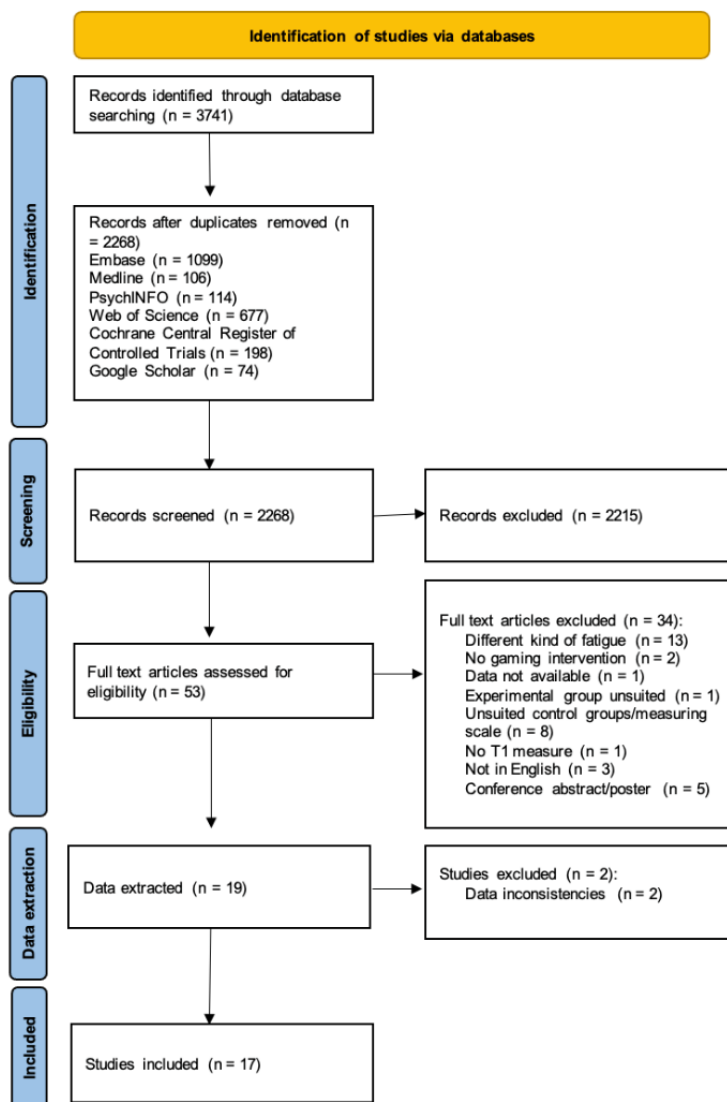 Identification of studies via databases
Identification
Records identified through database
searching (n = 3741)
Records after duplicates removed (n
= 2268)
Embase (n = 1099)
Medline (n = 106)
PsychINFO (n = 114)
Web of Science (n = 677)
Cochrane Central Register of
Controlled Trials (n = 198)
Google Scholar (n = 74)
Screening
Records screened (n = 2268)
Records excluded (n = 2215)
Eligibility
Full text articles assessed for
eligibility (n = 53)
Full text articles excluded (n = 34):
Different kind of fatigue (n = 13)
No gaming intervention (n = 2)
Data not available (n = 1)
Experimental group unsuited (n = 1)
Unsuited control groups/measuring
scale (n = 8)
No T1 measure (n = 1)
Not in English (n = 3)
Conference abstract/poster (n = 5)
Data extraction
Data extracted (n = 19)
Studies excluded (n = 2):
Data inconsistencies (n = 2)
Included
Studies included (n = 17)